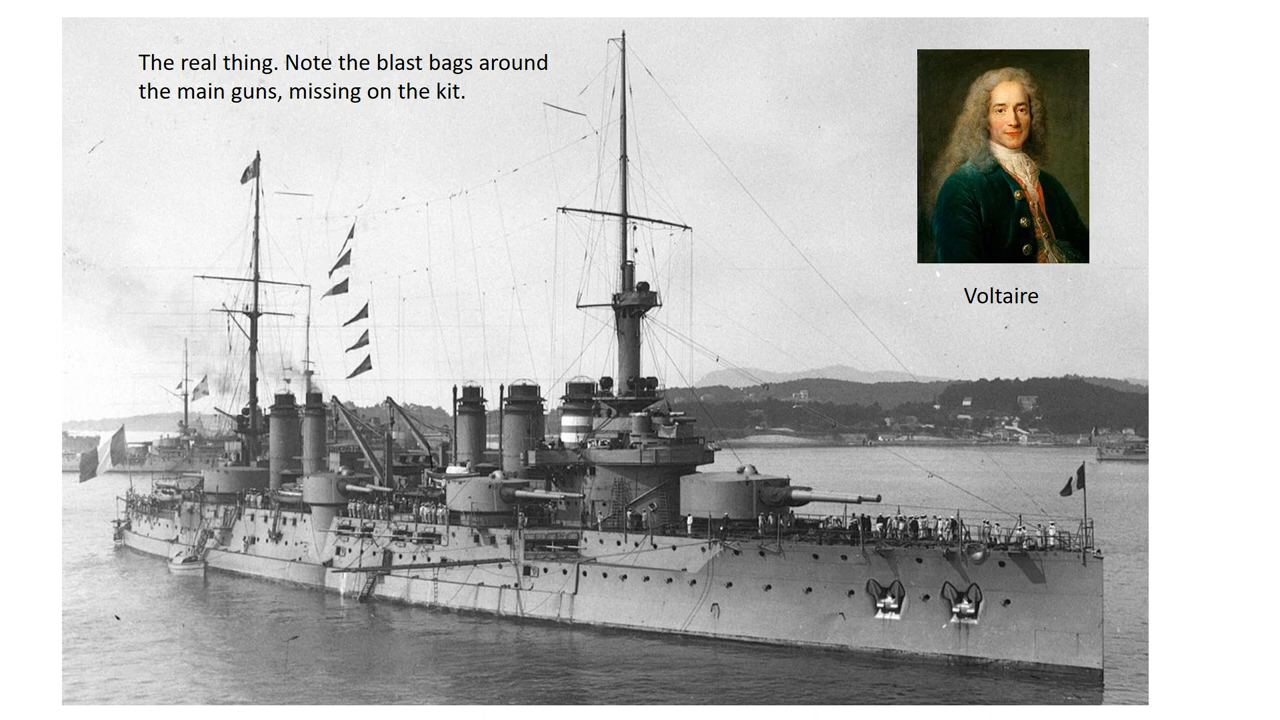 The real thing. Note the blast bags around
the main guns, missing on the kit.
Voltaire